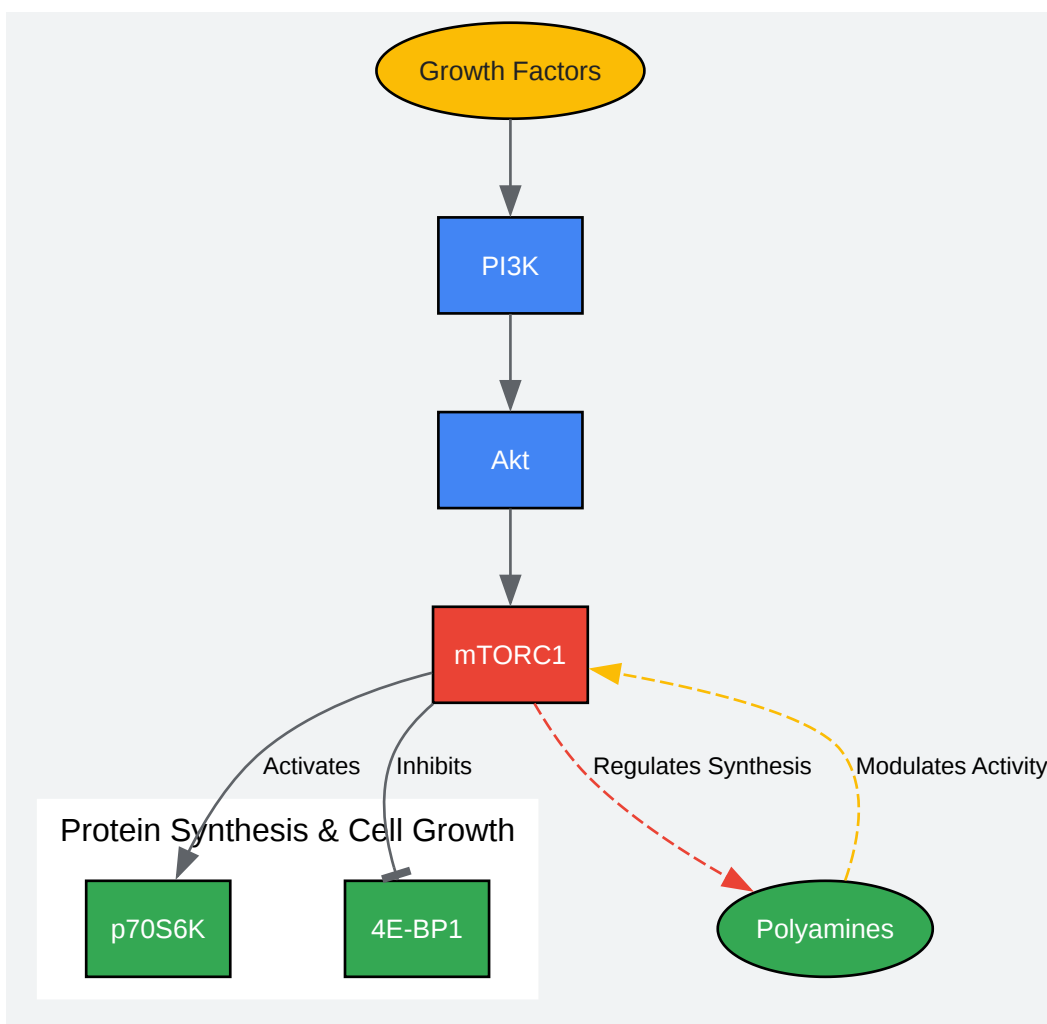 Growth Factors
PI3K
Akt
mTORC1
Activates
Inhibits
Regulates Synthesis
Modulates Activity
Protein Synthesis & Cell Growth
p70S6K
4E-BP1
Polyamines